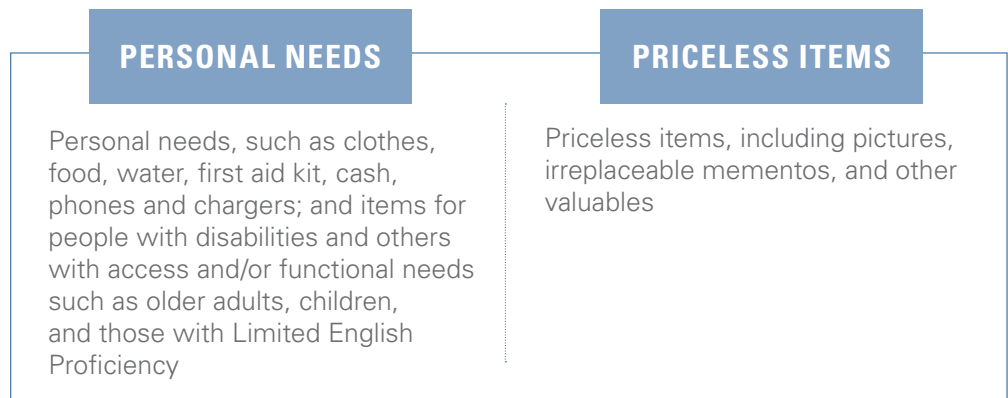 PERSONAL NEEDS
Personal needs, such as clothes,
food, water, first aid kit, cash,
phones and chargers; and items for
people with disabilities and others
with access and/or functional needs
such as older adults, children,
and those with Limited English
Proficiency
PRICELESS ITEMS
Priceless items, including pictures,
irreplaceable mementos, and other
valuables